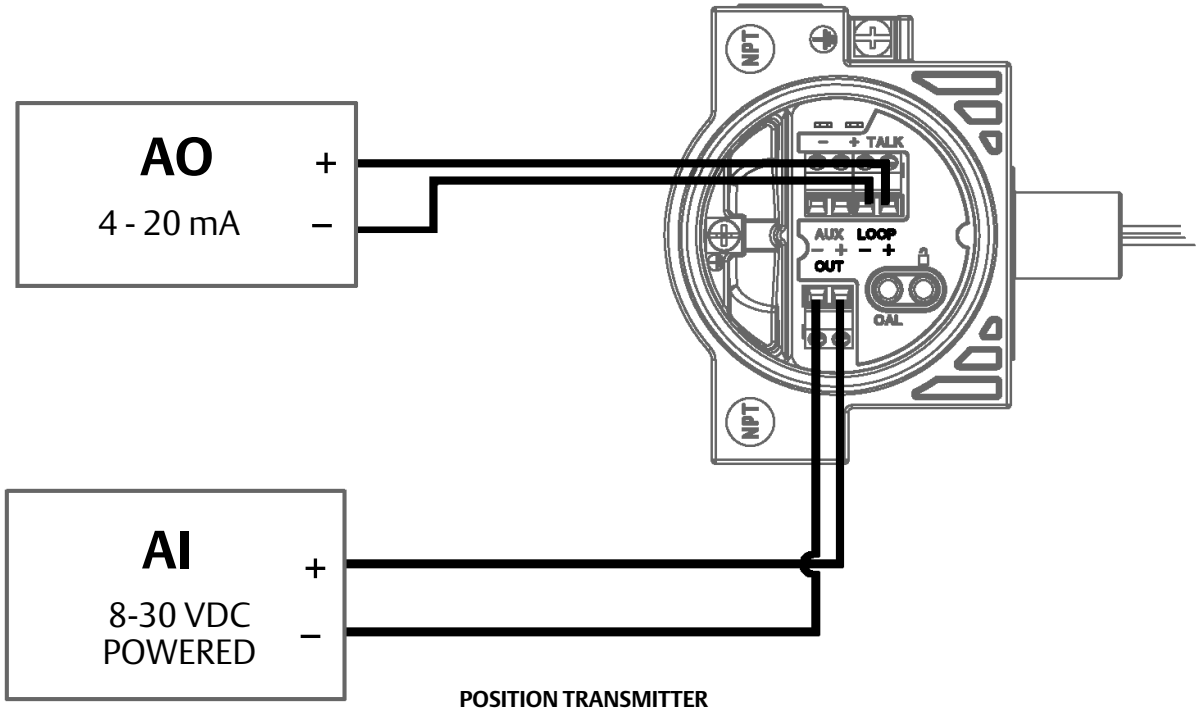 NPT
AO
+
4 - 20 mA
−
− + TALK
AUX LOOP
− + − +
OUT
CAL
NPT
AI
+
8-30 VDC
POWERED
−
POSITION TRANSMITTER